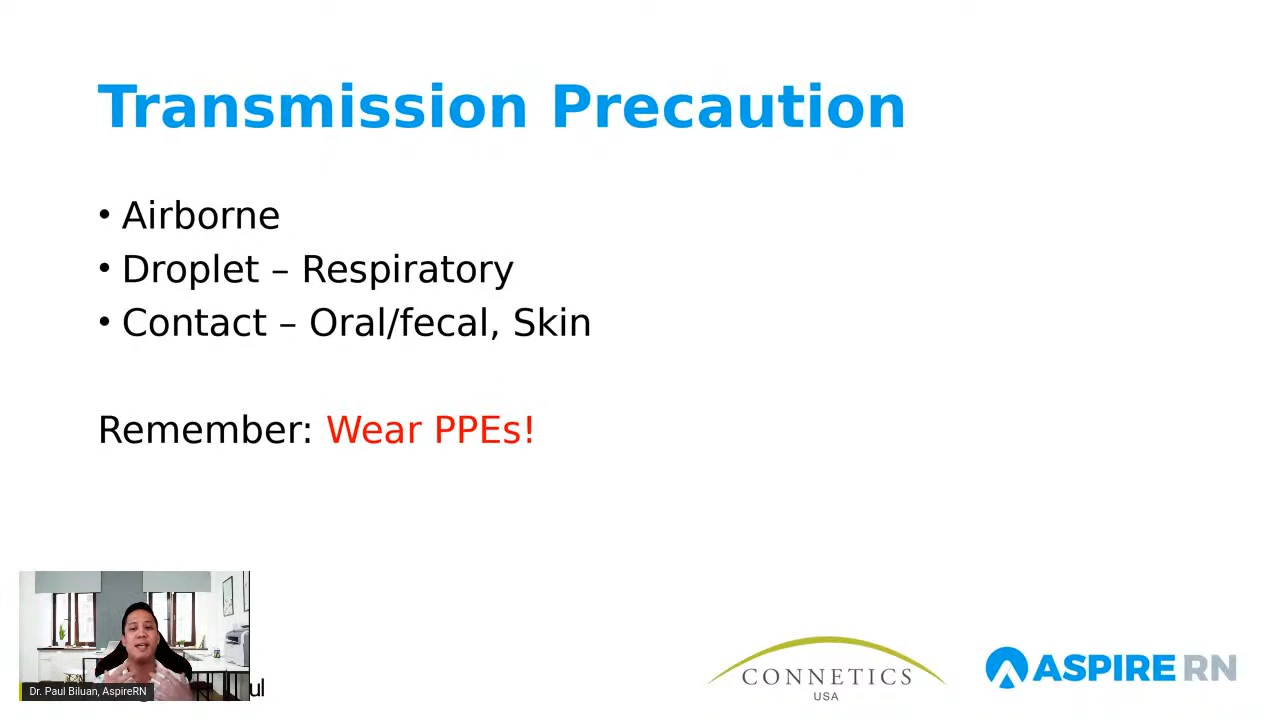 Transmission Precaution
• Airborne
• Droplet – Respiratory
• Contact – Oral/fecal, Skin
Remember: Wear PPEs!
Dr. Paul Biluan, AspireRN
CONNETICS
USA
ASPIRE RN